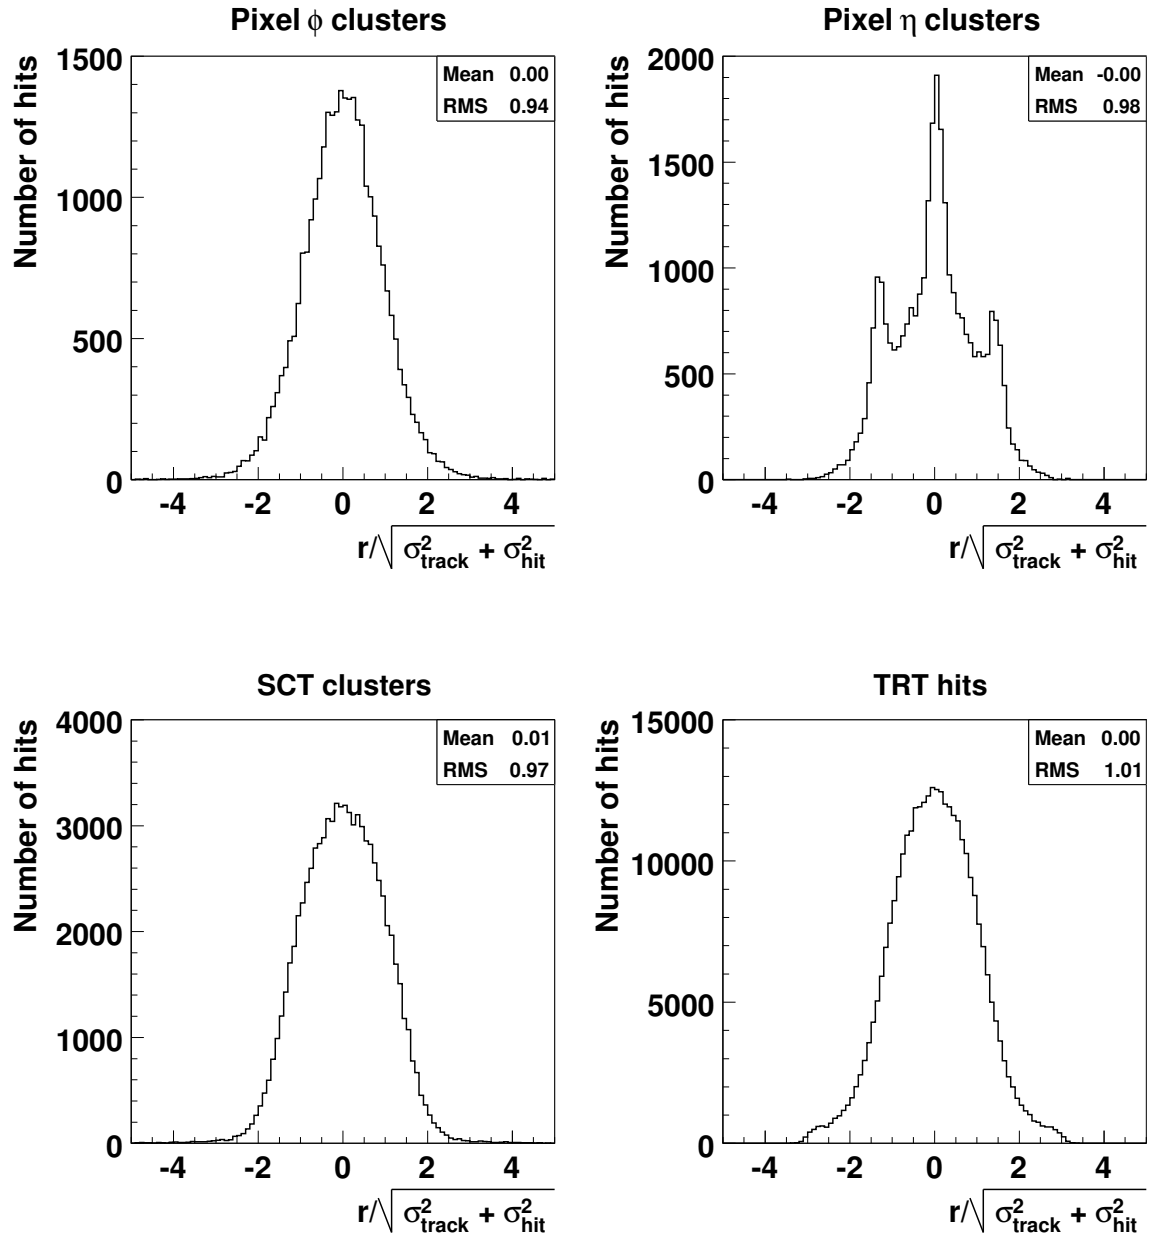 Pixel φ clusters
Number of hits
1500
1000
500
0
Mean 0.00
RMS 0.94
-4 -2 0 2 4
r/√ σ²track + σ²hit
Pixel η clusters
Number of hits
2000
1500
1000
500
0
Mean -0.00
RMS 0.98
-4 -2 0 2 4
r/√ σ²track + σ²hit
SCT clusters
Number of hits
4000
3000
2000
1000
0
Mean 0.01
RMS 0.97
-4 -2 0 2 4
r/√ σ²track + σ²hit
TRT hits
Number of hits
15000
10000
5000
0
Mean 0.00
RMS 1.01
-4 -2 0 2 4
r/√ σ²track + σ²hit